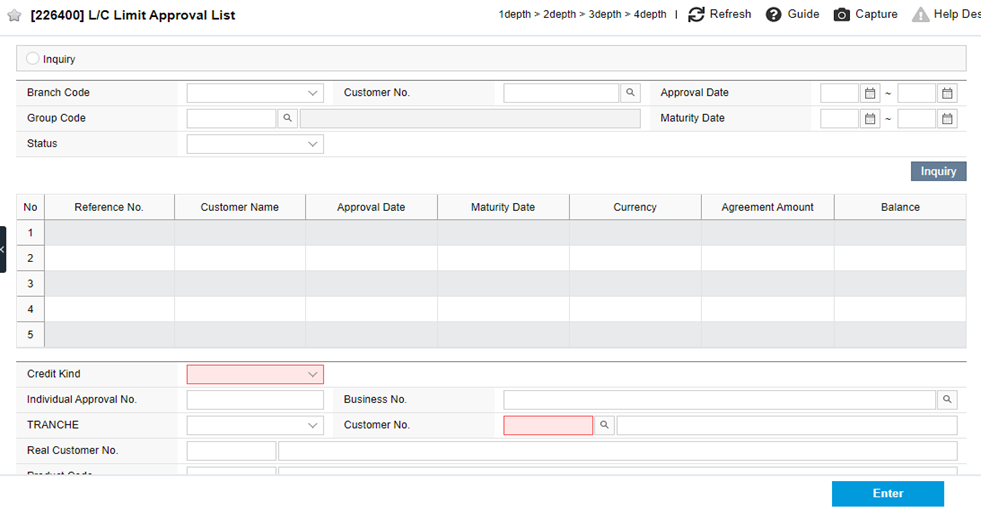 [226400] L/C Limit Approval List 1depth > 2depth > 3depth > 4depth | Refresh Guide Capture Help Des
Inquiry
Branch Code Customer No. Approval Date ~
Group Code Maturity Date ~
Status
Inquiry
No Reference No. Customer Name Approval Date Maturity Date Currency Agreement Amount Balance
1
2
3
4
5
Credit Kind
Individual Approval No. Business No.
TRANCHE Customer No.
Real Customer No.
Product Code
Enter